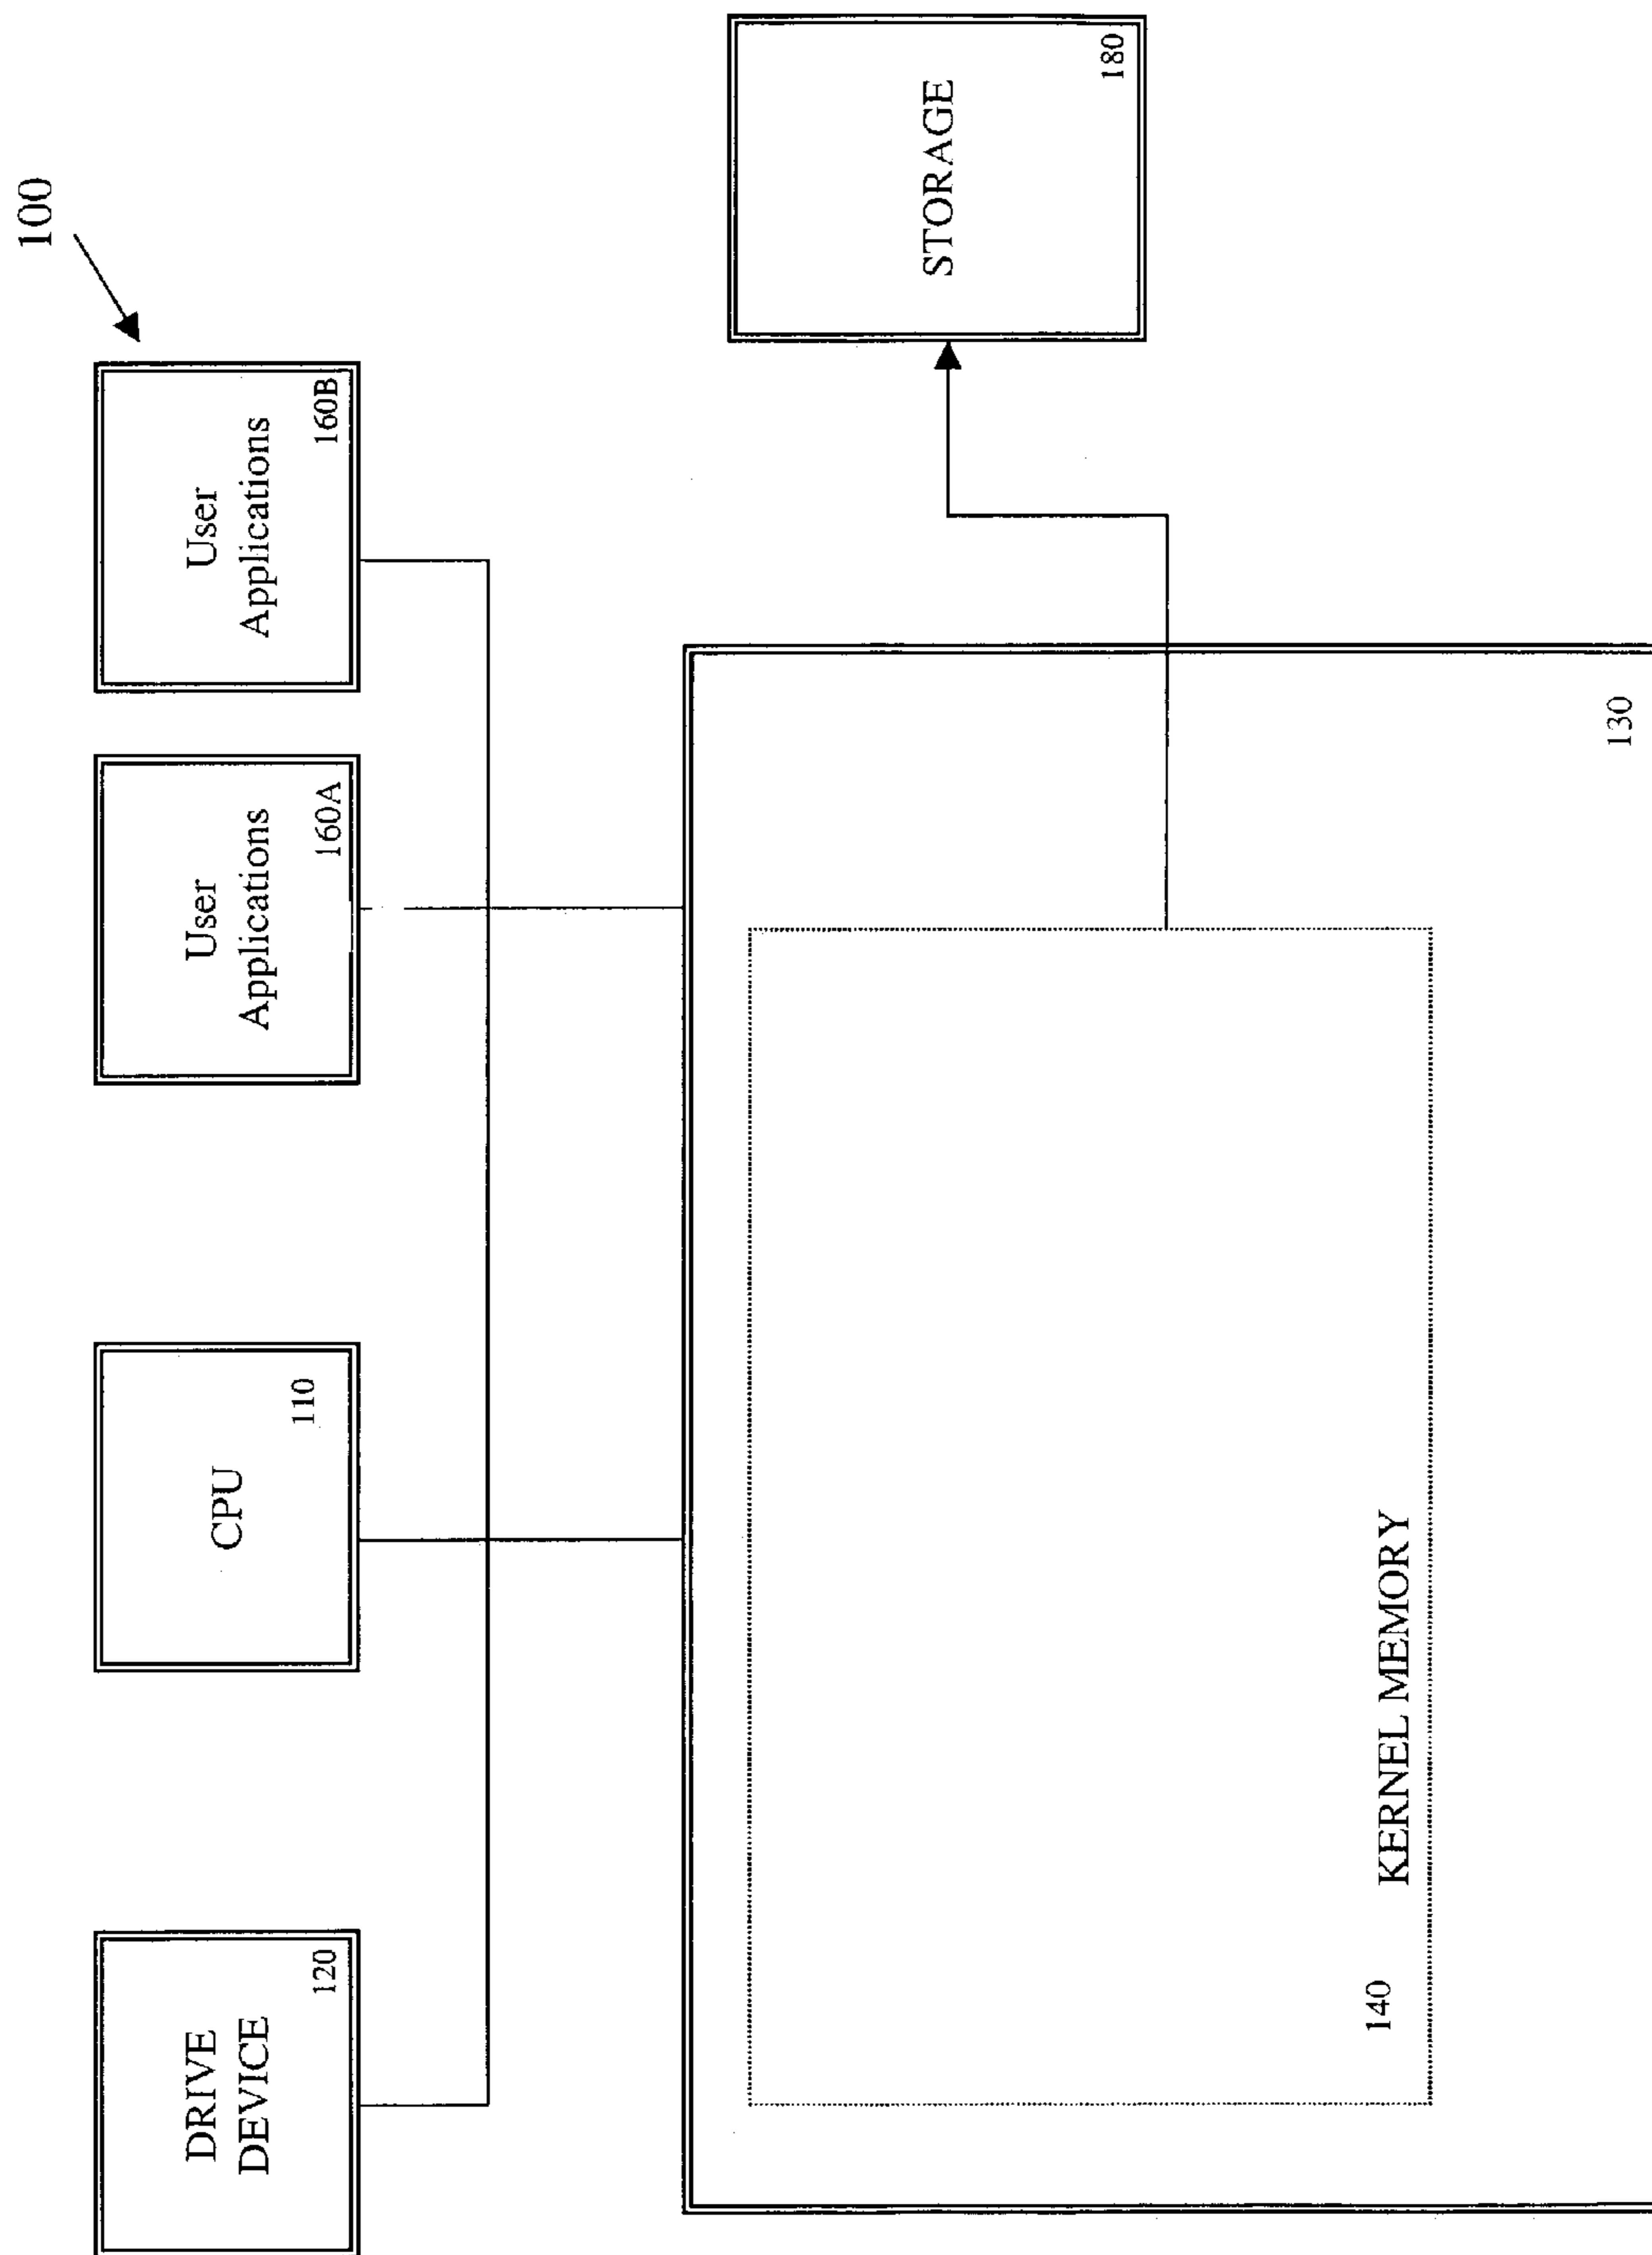 100
DRIVE
DEVICE
120
CPU
110
User
Applications
160A
User
Applications
160B
STORAGE
180
140
KERNEL MEMORY
130